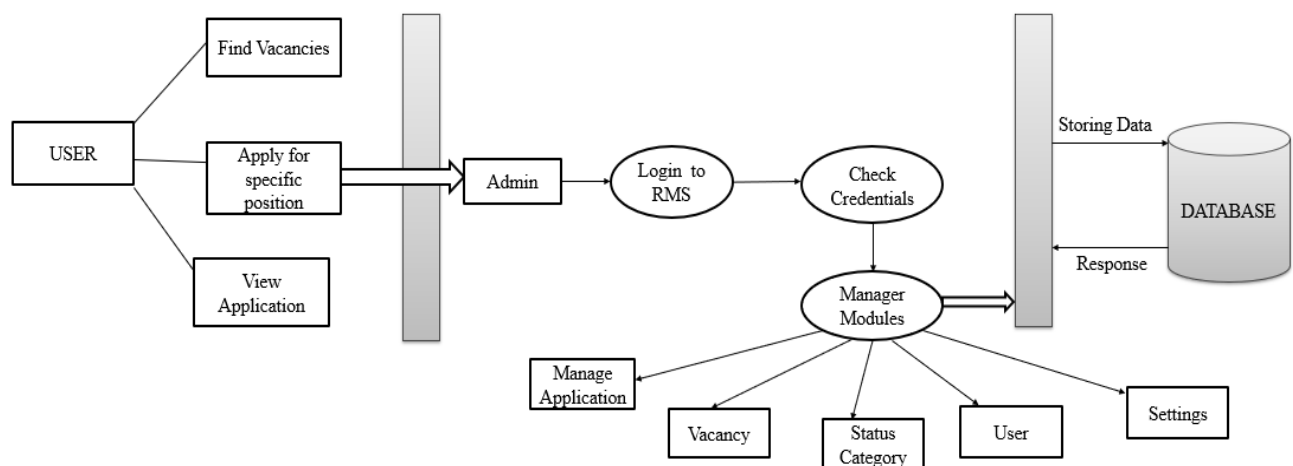 Find Vacancies
USER
Apply for
specific
position
View
Application
Admin
Login to
RMS
Check
Credentials
Manager
Modules
Manage
Application
Vacancy
Status
Category
User
Settings
Storing Data
DATABASE
Response